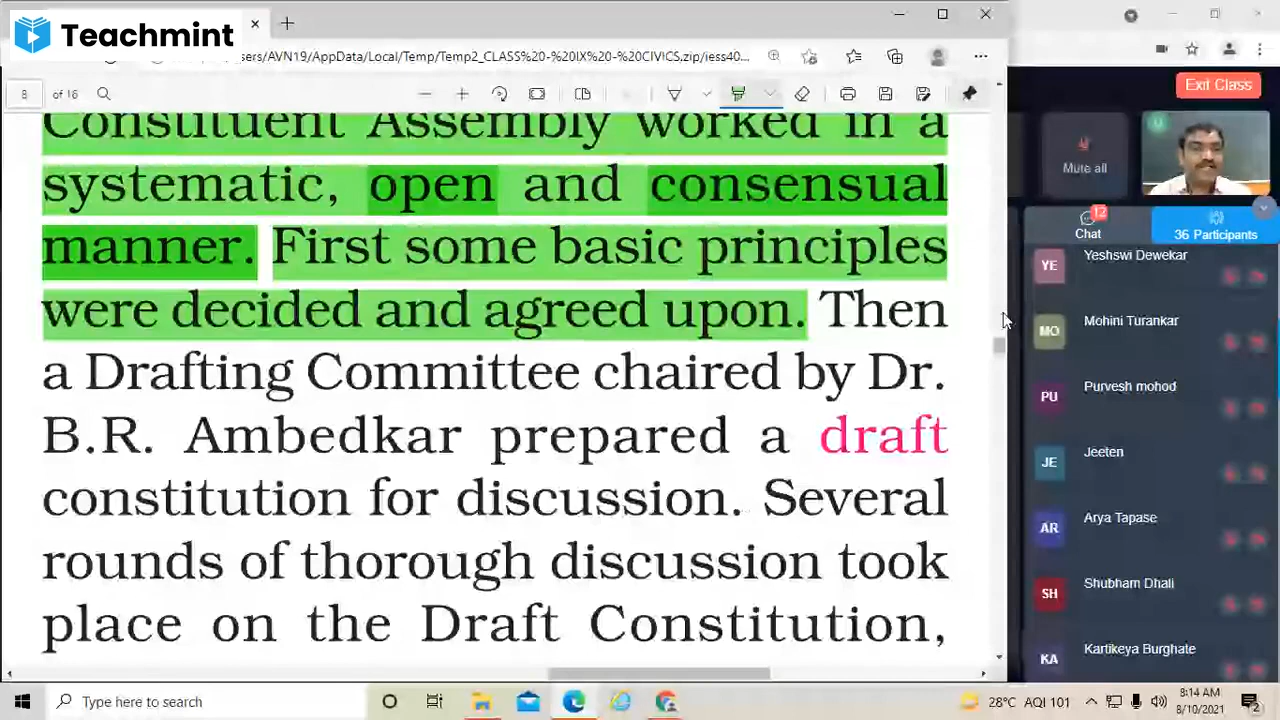 Teachmint
ers/AVN19/AppData/Local/Temp/Temp2_CLASS%20-%20IX%20-%20CIVICS.zip/iess40...
8 of 16
Exit Class
Mute all
12
Chat
36 Participants
Constituent Assembly worked in a
systematic, open and consensual
manner. First some basic principles
were decided and agreed upon. Then
a Drafting Committee chaired by Dr.
B.R. Ambedkar prepared a draft
constitution for discussion. Several
rounds of thorough discussion took
place on the Draft Constitution,
YE Yeshwi Dewekar
MO Mohini Turankar
PU Purvesh mohod
JE Jeeten
AR Arya Tapase
SH Shubham Dhali
KA Kartikeya Burghate
Type here to search
28°C AQI 101
8:14 AM
8/10/2021
2